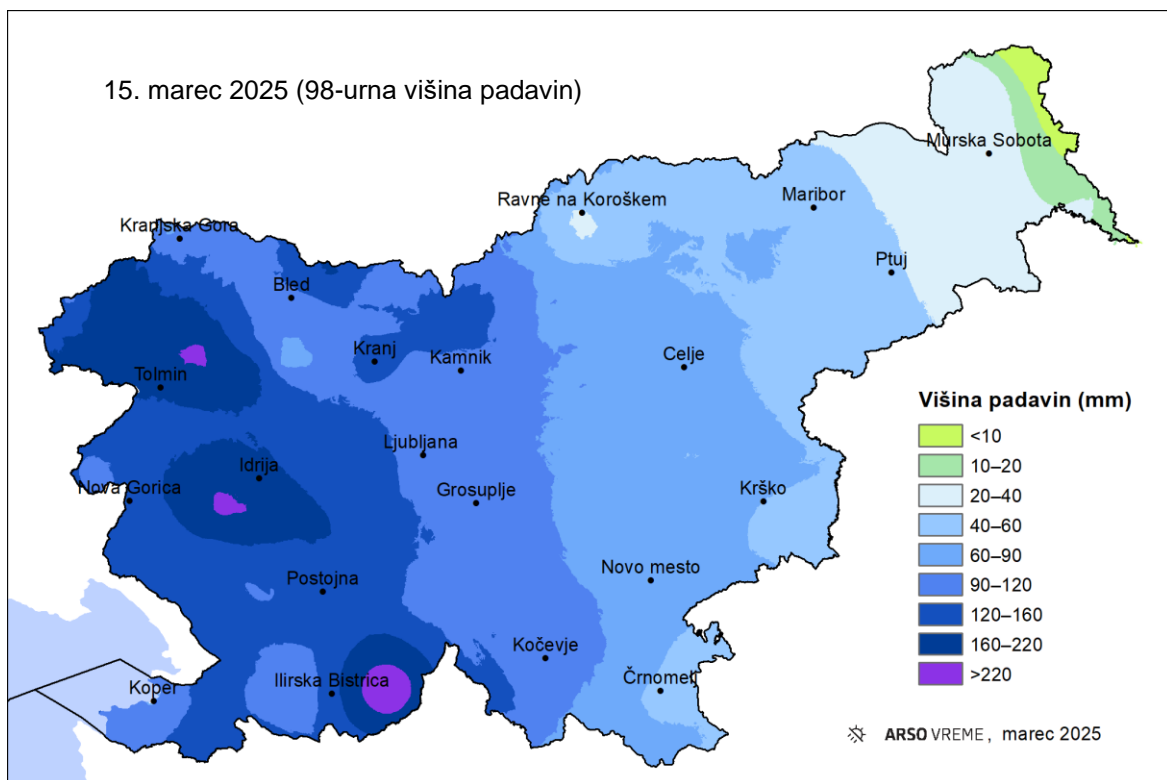 15. marec 2025 (98-urna višina padavin)
Murska Sobota
Ravne na Koroškem
Maribor
Kranjska Gora
Ptuj
Bled
Kranj
Kamnik
Celje
Tolmin
Višina padavin (mm)
<10
10–20
20–40
40–60
60–90
90–120
120–160
160–220
>220
Ljubljana
Idrija
Nova Gorica
Grosuplje
Krško
Postojna
Novo mesto
Kočevje
Koper
Ilirska Bistrica
Črnomelj
ARSO VREME, marec 2025